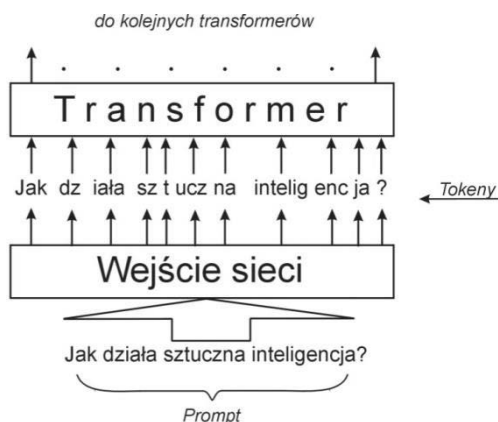 do kolejnych transformerów
Transformer
Jak dz iała sz t ucz na intelig enc ja ?
Tokeny
Wejście sieci
Jak działa sztuczna inteligencja?
Prompt